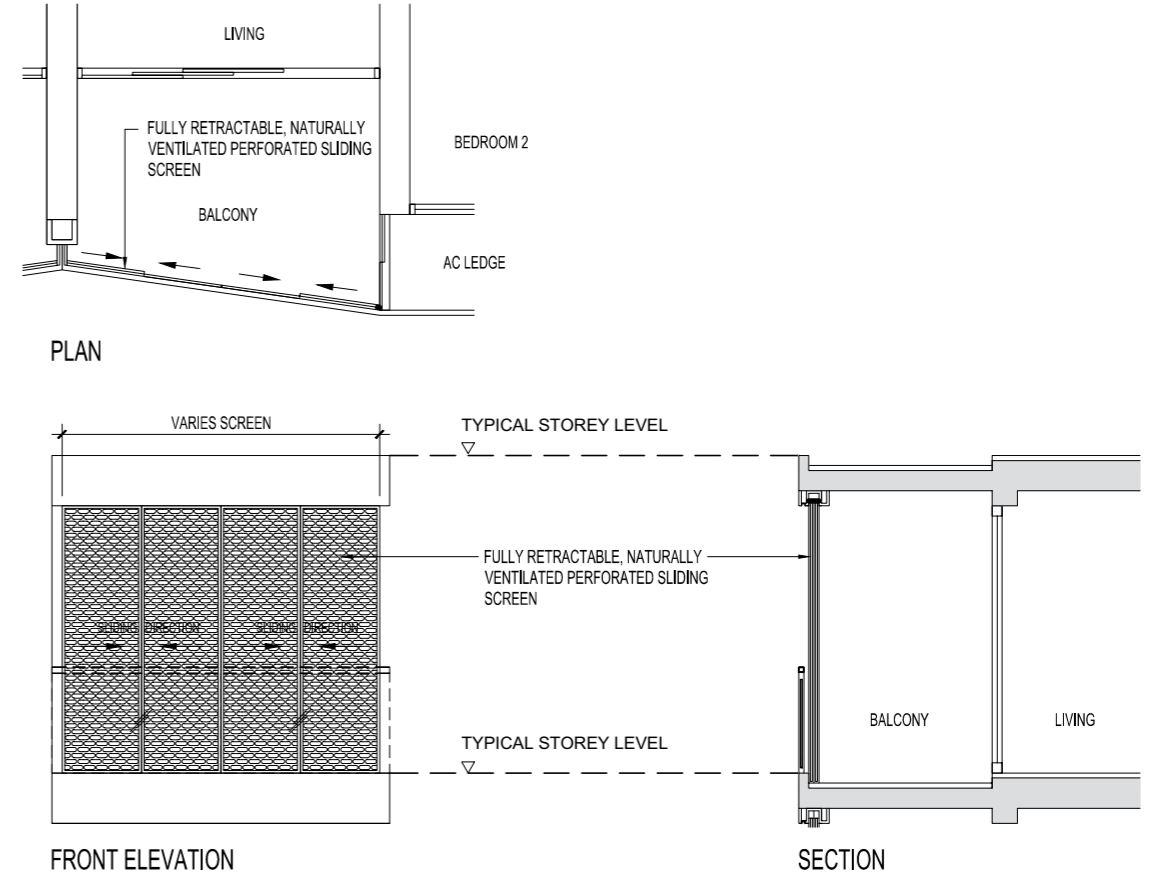 LIVING
FULLY RETRACTABLE, NATURALLY
VENTILATED PERFORATED SLIDING
SCREEN
BEDROOM 2
BALCONY
AC LEDGE
PLAN
VARIES SCREEN
TYPICAL STOREY LEVEL
FULLY RETRACTABLE, NATURALLY
VENTILATED PERFORATED SLIDING
SCREEN
SLIDING DIRECTION
SLIDING DIRECTION
BALCONY
LIVING
TYPICAL STOREY LEVEL
FRONT ELEVATION
SECTION